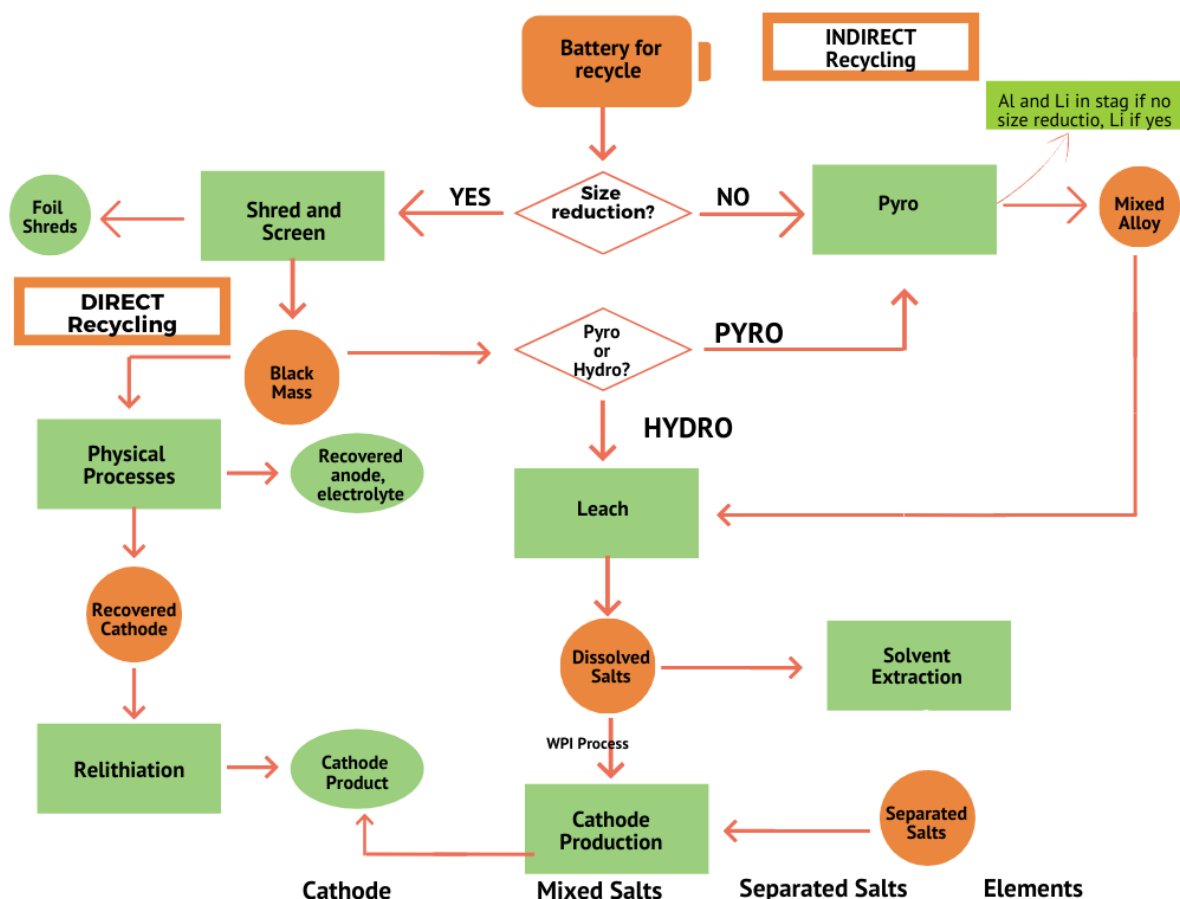 Battery for
recycle
INDIRECT
Recycling
Al and Li in stag if no
size reductio, Li if yes
Foil
Shreds
Shred and
Screen
YES
Size
reduction?
NO
Pyro
Mixed
Alloy
DIRECT
Recycling
Black
Mass
Pyro
or
Hydro?
PYRO
HYDRO
Physical
Processes
Recovered
anode,
electrolyte
Leach
Recovered
Cathode
Dissolved
Salts
Solvent
Extraction
WPI Process
Relithiation
Cathode
Product
Cathode
Production
Separated
Salts
Cathode
Mixed Salts
Separated Salts
Elements